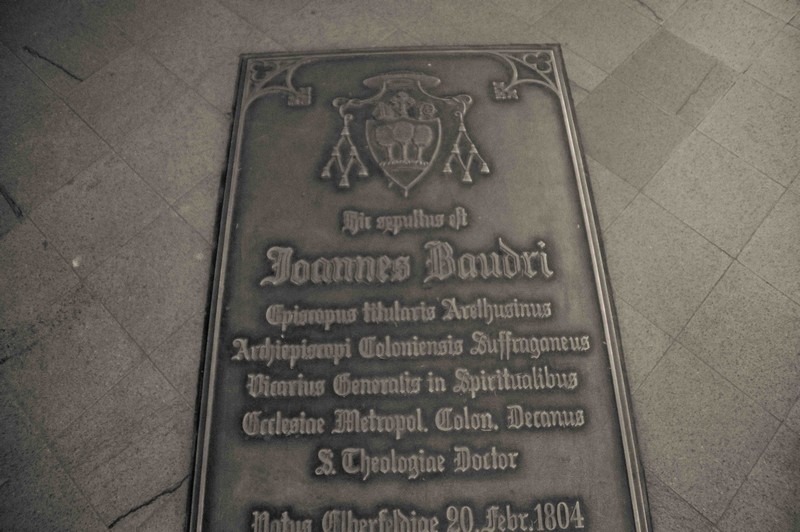 Hic sepultus est
Joannes Baudri
Episcopus titularis Arethusinus
Archiepiscopi Coloniensis Suffraganeus
Vicarius Generalis in Spiritualibus
Ecclesiae Metropol. Colon. Decanus
S. Theologiae Doctor
Natus Elberfeldiae 20. Febr. 1804